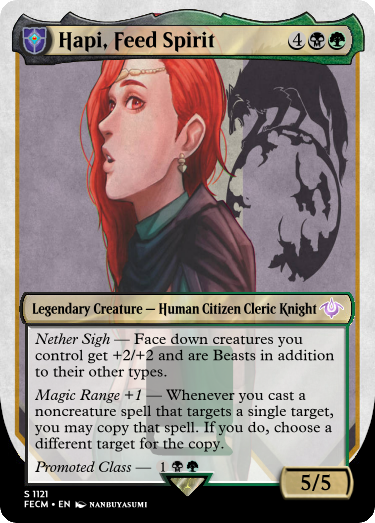 Hapi, Feed Spirit 4
Legendary Creature — Human Citizen Cleric Knight
Nether Sigh — Face down creatures you
control get +2/+2 and are Beasts in addition
to their other types.
Magic Range +1 — Whenever you cast a
noncreature spell that targets a single target,
you may copy that spell. If you do, choose a
different target for the copy.
Promoted Class — 1
5/5
S 1121
FECM • EN NANBUYASUMI